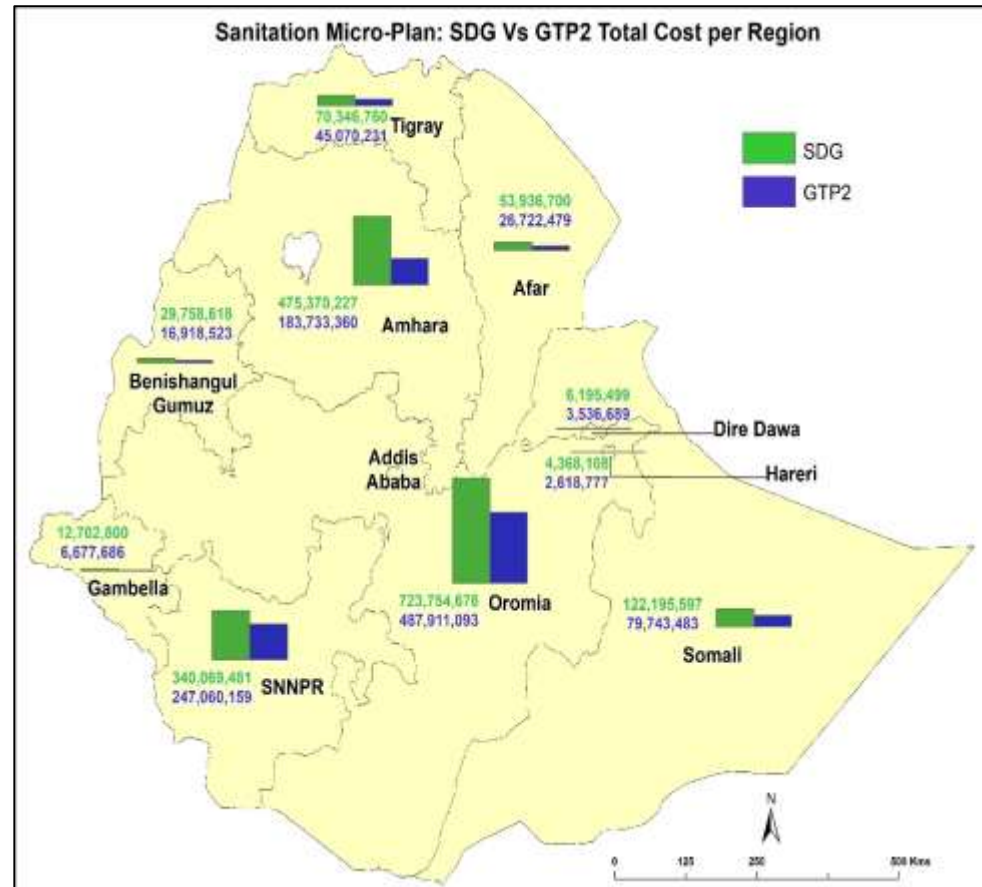 Sanitation Micro-Plan: SDG Vs GTP2 Total Cost per Region
70,346,760
45,070,231
Tigray
SDG
GTP2
53,936,700
26,722,479
Afar
475,370,227
183,733,360
Amhara
29,758,618
16,918,523
Benishangul
Gumuz
6,195,499
3,536,689
Dire Dawa
Addis
Ababa
4,368,168
2,618,777
Hareri
12,702,800
6,677,686
Gambella
723,754,676
487,911,093
Oromia
122,195,597
79,743,483
Somali
340,069,481
247,060,159
SNNPR
N
0 125 250 500 Kms